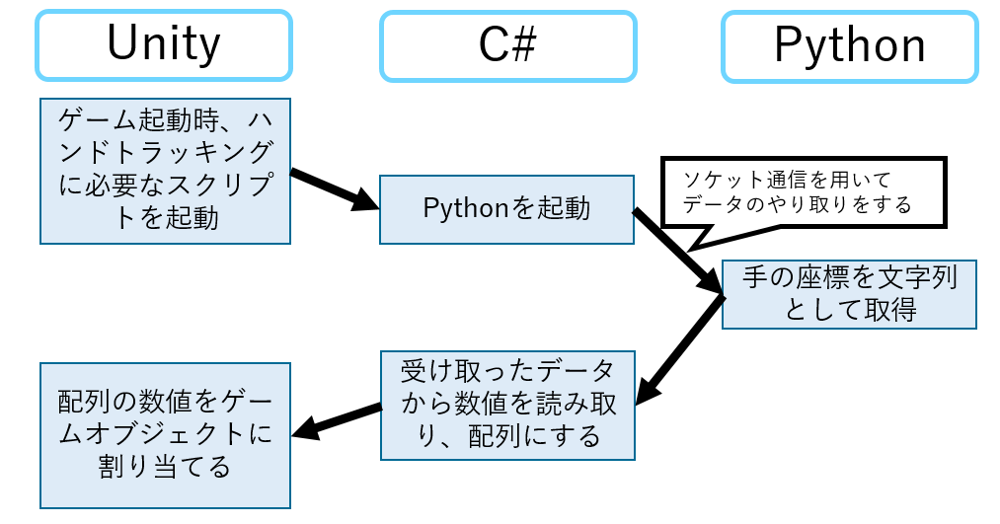 Unity
C#
Python
ゲーム起動時、ハ
ンドトラッキング
に必要なスクリプ
トを起動
Pythonを起動
ソケット通信を用いて
データのやり取りをする
手の座標を文字列
として取得
受け取ったデータ
から数値を読み取
り、配列にする
配列の数値をゲー
ムオブジェクトに
割り当てる